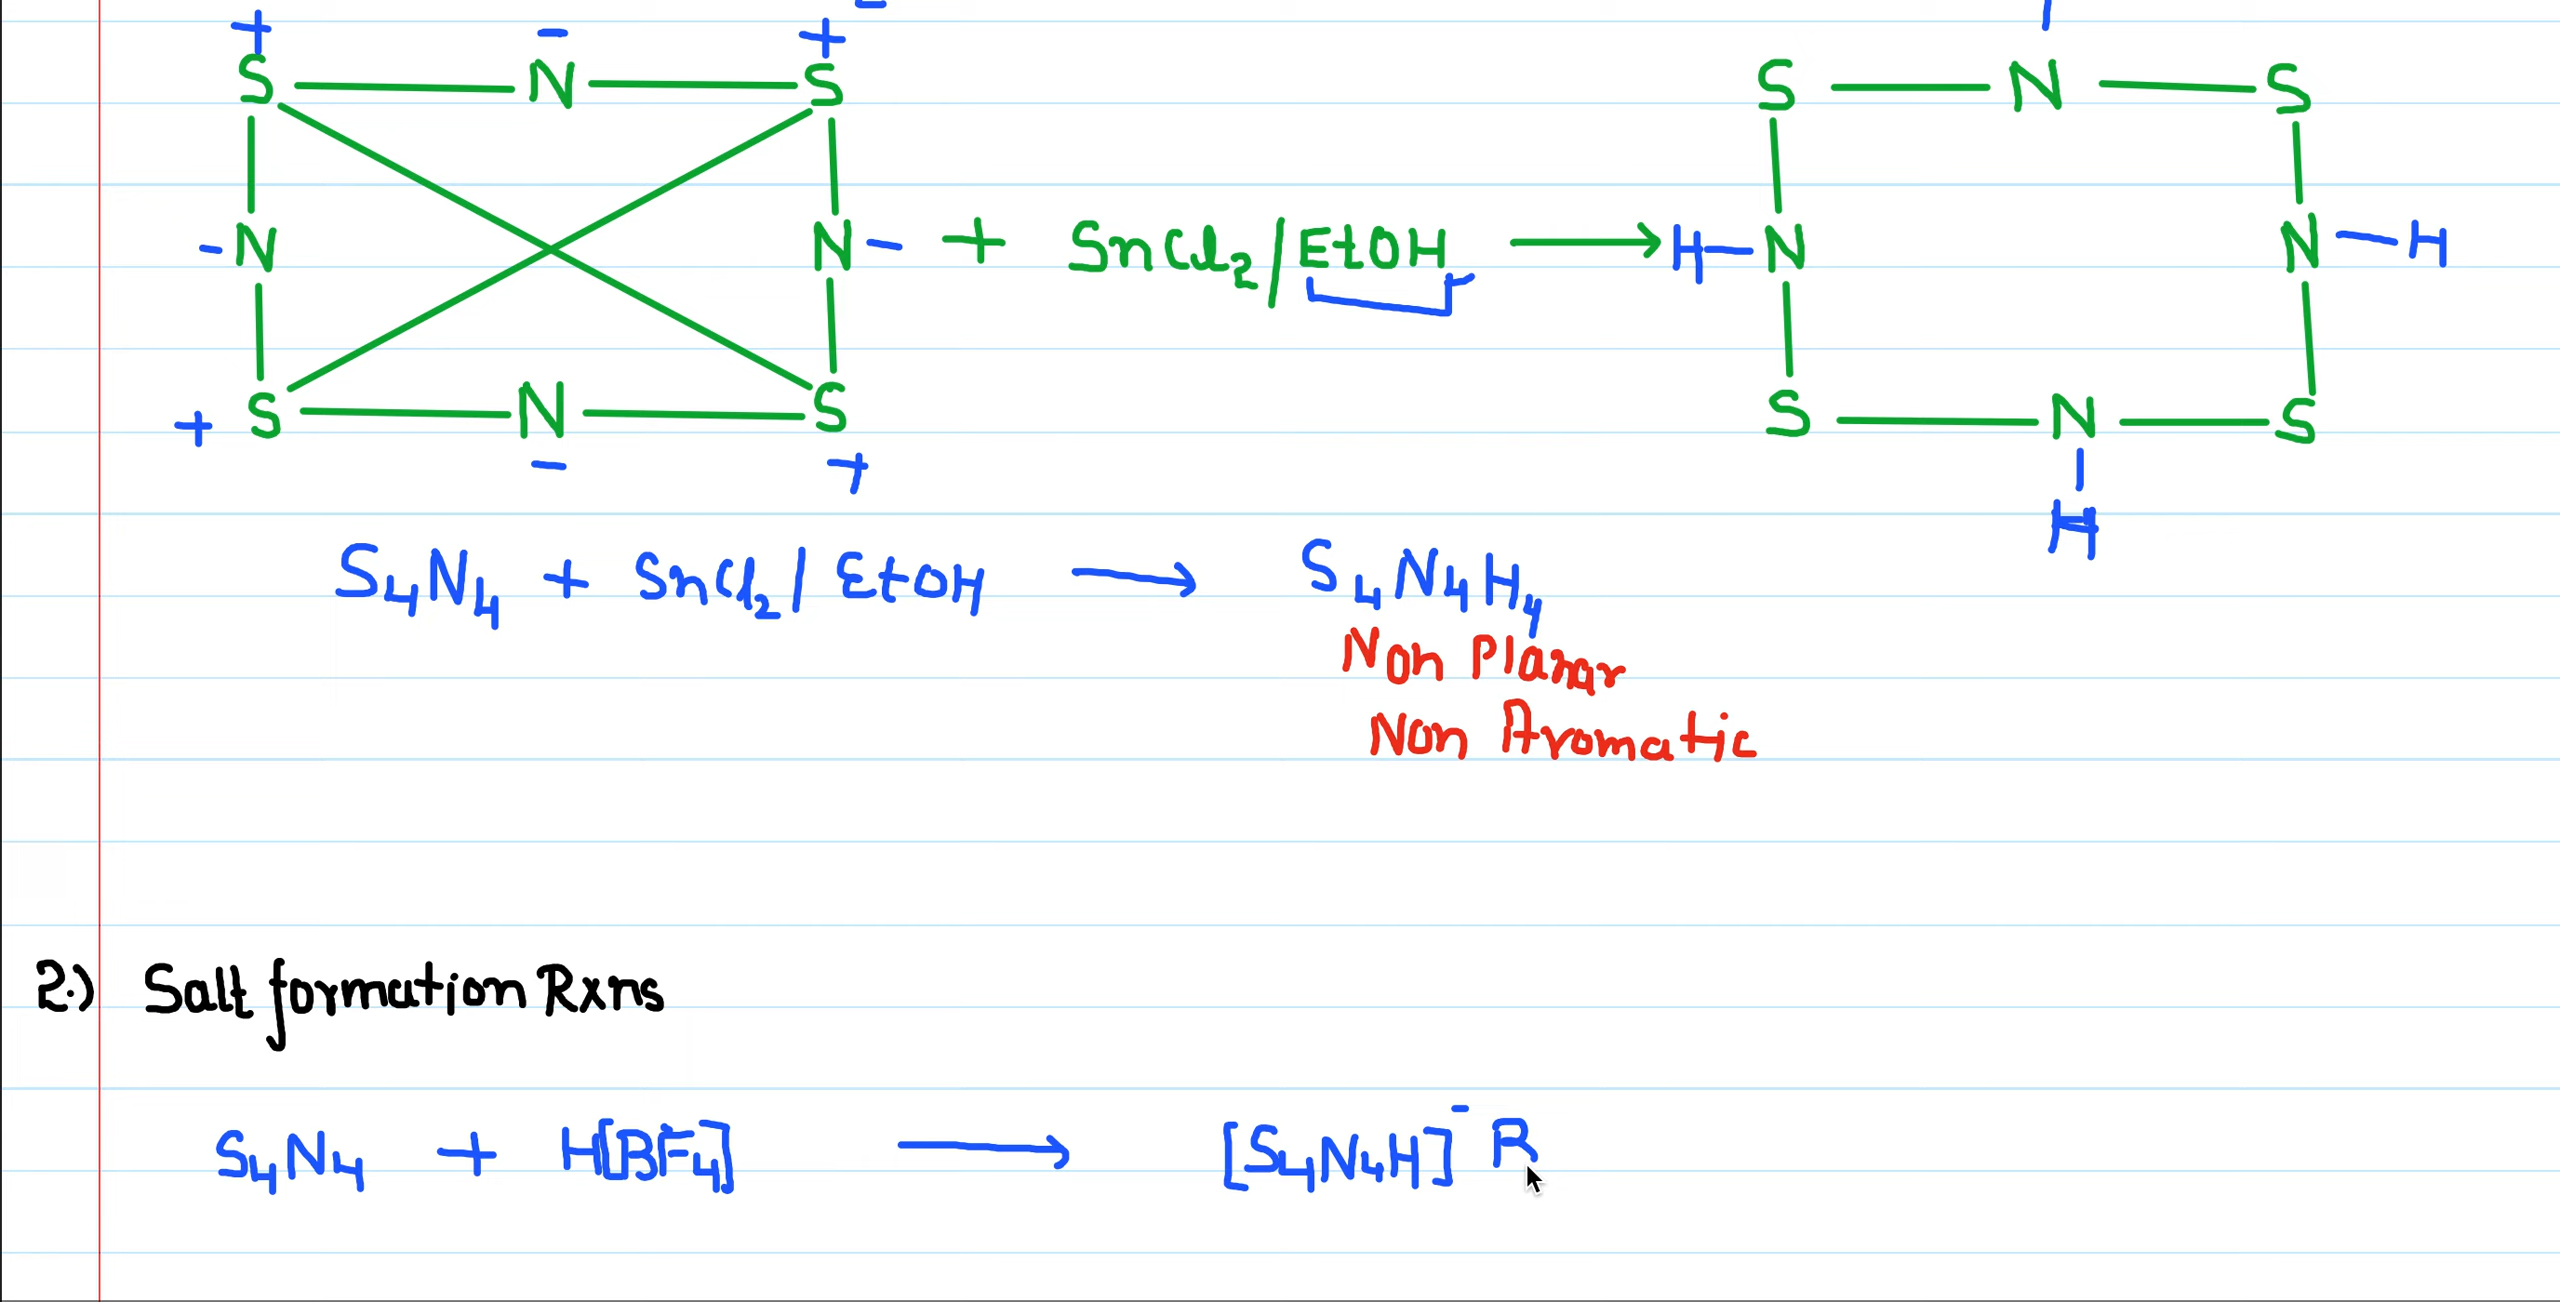 + - +
S N S S N S
- N N - + SnCl₂/EtOH ⟶ H-N N-H
+ S N S S N S
- +
H
S₄N₄ + SnCl₂/EtOH ⟶ S₄N₄H₄
Non Planar
Non Aromatic
2.) Salt formation Rxns
S₄N₄ + H[BF₄] ⟶ [S₄N₄H]⁻ B